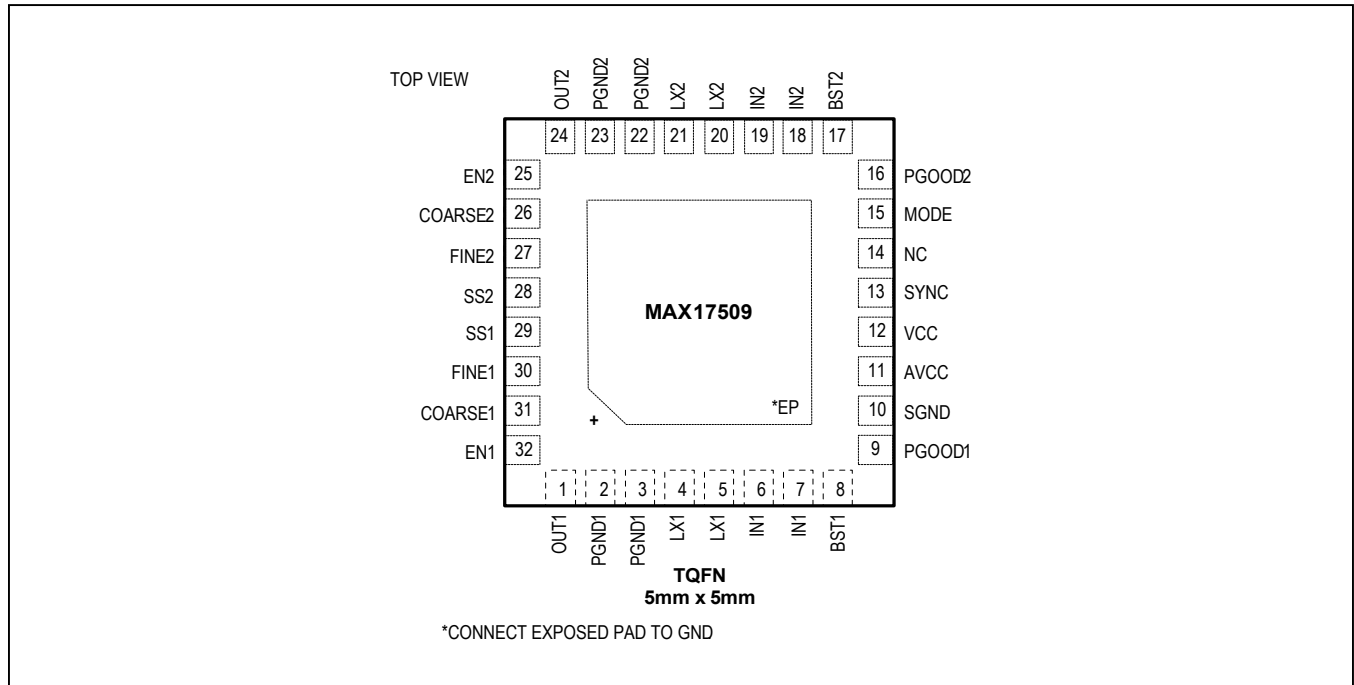 TOP VIEW
OUT2 PGND2 PGND2 LX2 LX2 IN2 IN2 BST2
24 23 22 21 20 19 18 17
EN2 25 16 PGOOD2
COARSE2 26 15 MODE
FINE2 27 14 NC
SS2 28 13 SYNC
MAX17509
SS1 29 12 VCC
FINE1 30 11 AVCC
COARSE1 31 *EP 10 SGND
+
EN1 32 9 PGOOD1
1 2 3 4 5 6 7 8
OUT1 PGND1 PGND1 LX1 LX1 IN1 IN1 BST1
TQFN
5mm x 5mm
*CONNECT EXPOSED PAD TO GND